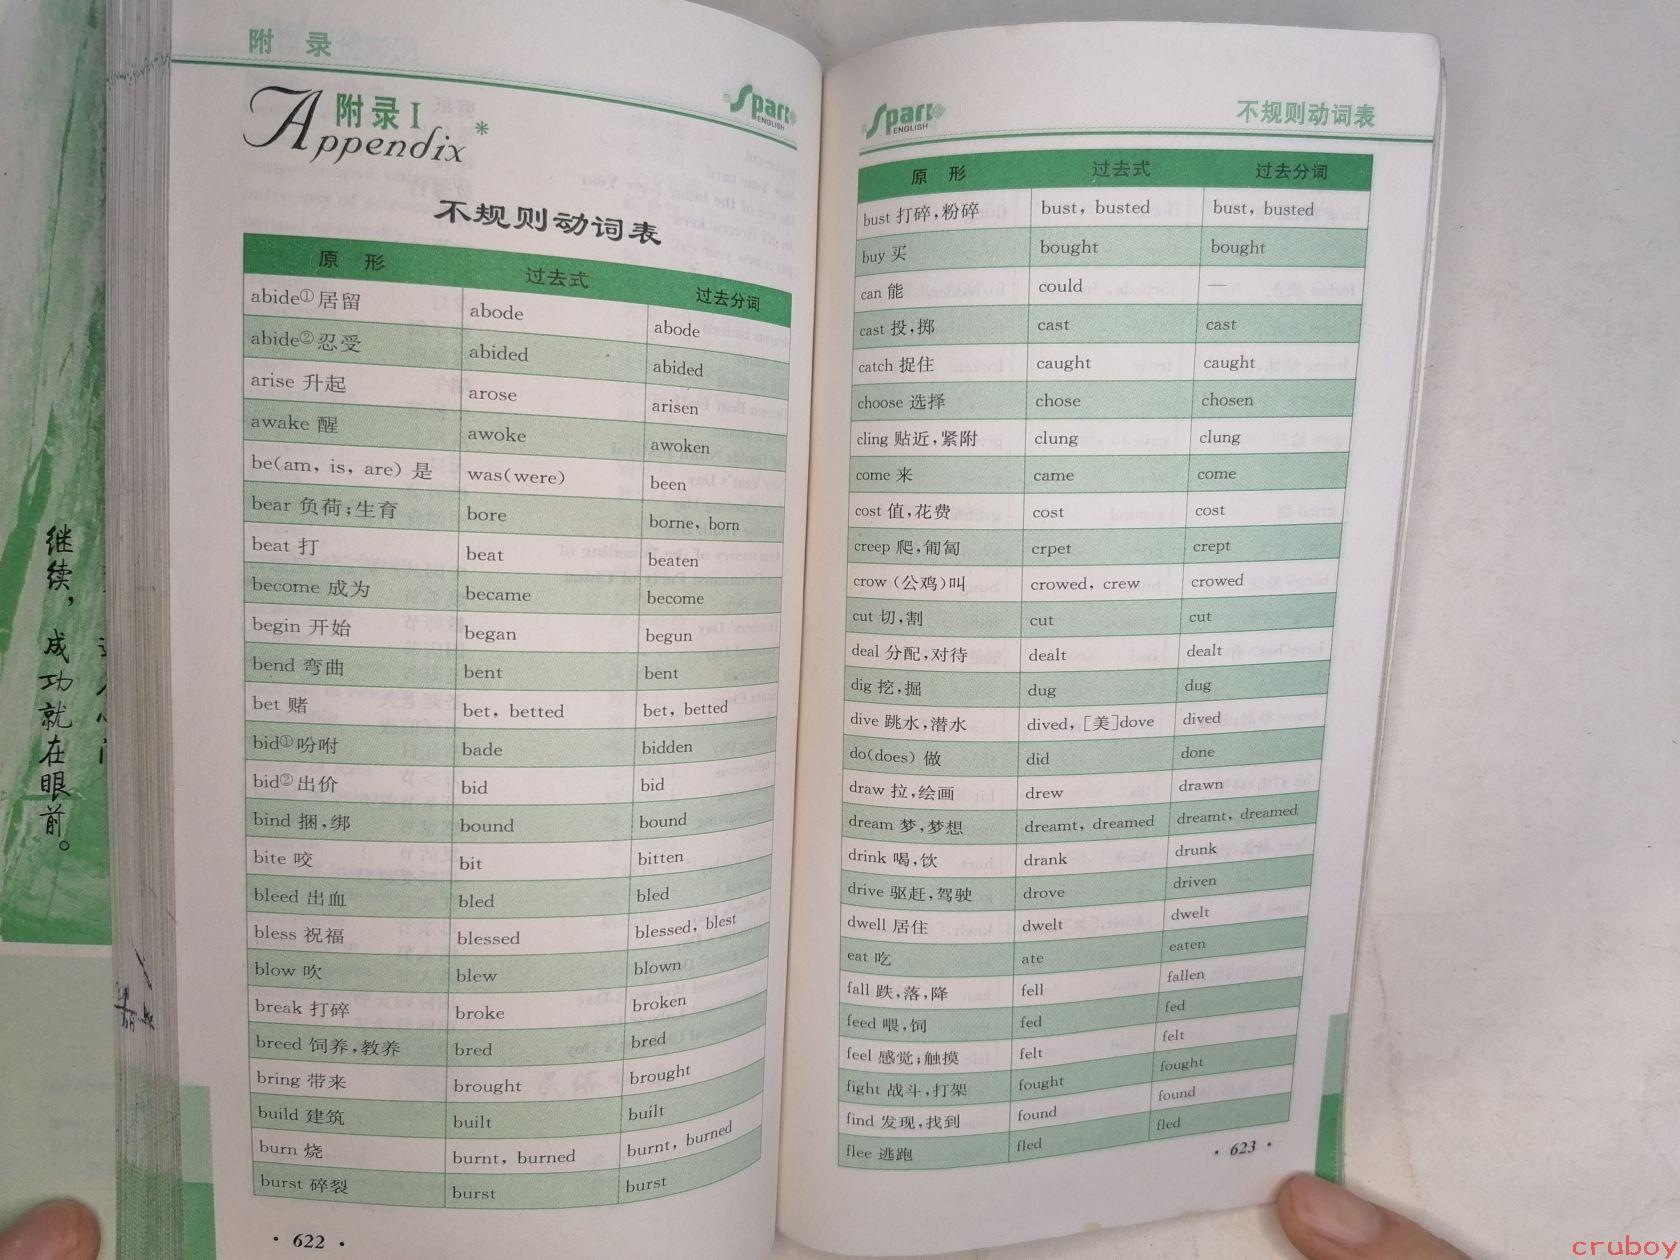 附 录
附录 I
Appendix
Spark
ENGLISH
不规则动词表
原 形 过去式 过去分词
abide① 居留 abode abode
abide② 忍受 abided abided
arise 升起 arose arisen
awake 醒 awoke awoken
be(am, is, are) 是 was(were) been
bear 负荷;生育 bore borne, born
beat 打 beat beaten
become 成为 became become
begin 开始 began begun
bend 弯曲 bent bent
bet 赌 bet, betted bet, betted
bid① 吩咐 bade bidden
bid② 出价 bid bid
bind 捆,绑 bound bound
bite 咬 bit bitten
bleed 出血 bled bled
bless 祝福 blessed blessed, blest
blow 吹 blew blown
break 打碎 broke broken
breed 饲养,教养 bred bred
bring 带来 brought brought
build 建筑 built built
burn 烧 burnt, burned burnt, burned
burst 碎裂 burst burst
· 622 ·
Spark
ENGLISH
不规则动词表
原 形 过去式 过去分词
bust 打碎,粉碎 bust, busted bust, busted
buy 买 bought bought
can 能 could —
cast 投,掷 cast cast
catch 捉住 caught caught
choose 选择 chose chosen
cling 贴近,紧附 clung clung
come 来 came come
cost 值,花费 cost cost
creep 爬,匍匐 crpet crept
crow (公鸡)叫 crowed, crew crowed
cut 切,割 cut cut
deal 分配,对待 dealt dealt
dig 挖,掘 dug dug
dive 跳水,潜水 dived, [美]dove dived
do(does) 做 did done
draw 拉,绘画 drew drawn
dream 梦,梦想 dreamt, dreamed dreamt, dreamed
drink 喝,饮 drank drunk
drive 驱赶,驾驶 drove driven
dwell 居住 dwelt dwelt
eat 吃 ate eaten
fall 跌,落,降 fell fallen
feed 喂,饲 fed fed
feel 感觉;触摸 felt felt
fight 战斗,打架 fought fought
find 发现,找到 found found
flee 逃跑 fled fled
· 623 ·
继续,成功就在眼前。
cruboy